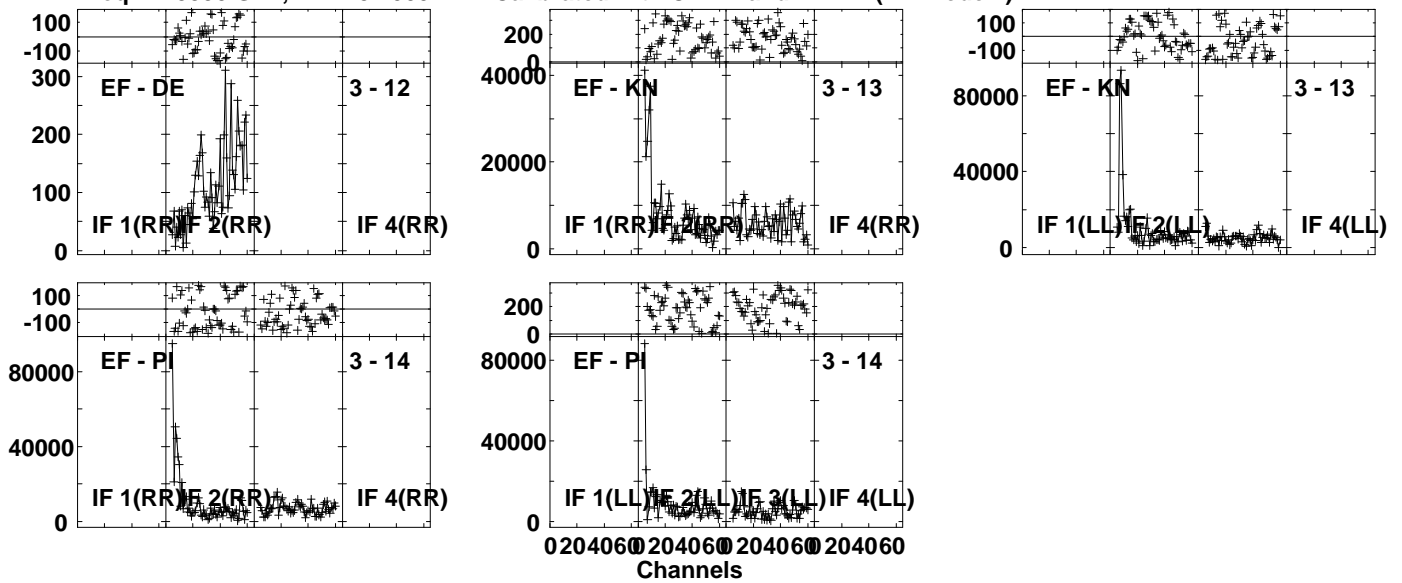 100
-100
300
200
100
0
EF - DE
3 - 12
IF 1(RR)
IF 2(RR)
IF 4(RR)
200
0
40000
20000
0
EF - KN
3 - 13
IF 1(RR)
IF 2(RR)
IF 4(RR)
100
-100
80000
40000
0
EF - KN
3 - 13
IF 1(LL)
IF 2(LL)
IF 4(LL)
100
-100
80000
40000
0
EF - PI
3 - 14
IF 1(RR)
IF 2(RR)
IF 4(RR)
200
0
80000
40000
0
EF - PI
3 - 14
IF 1(LL)
IF 2(LL)
IF 3(LL)
IF 4(LL)
0 20 40 60 0 20 40 60 0 20 40 60 0 20 40 60
Channels